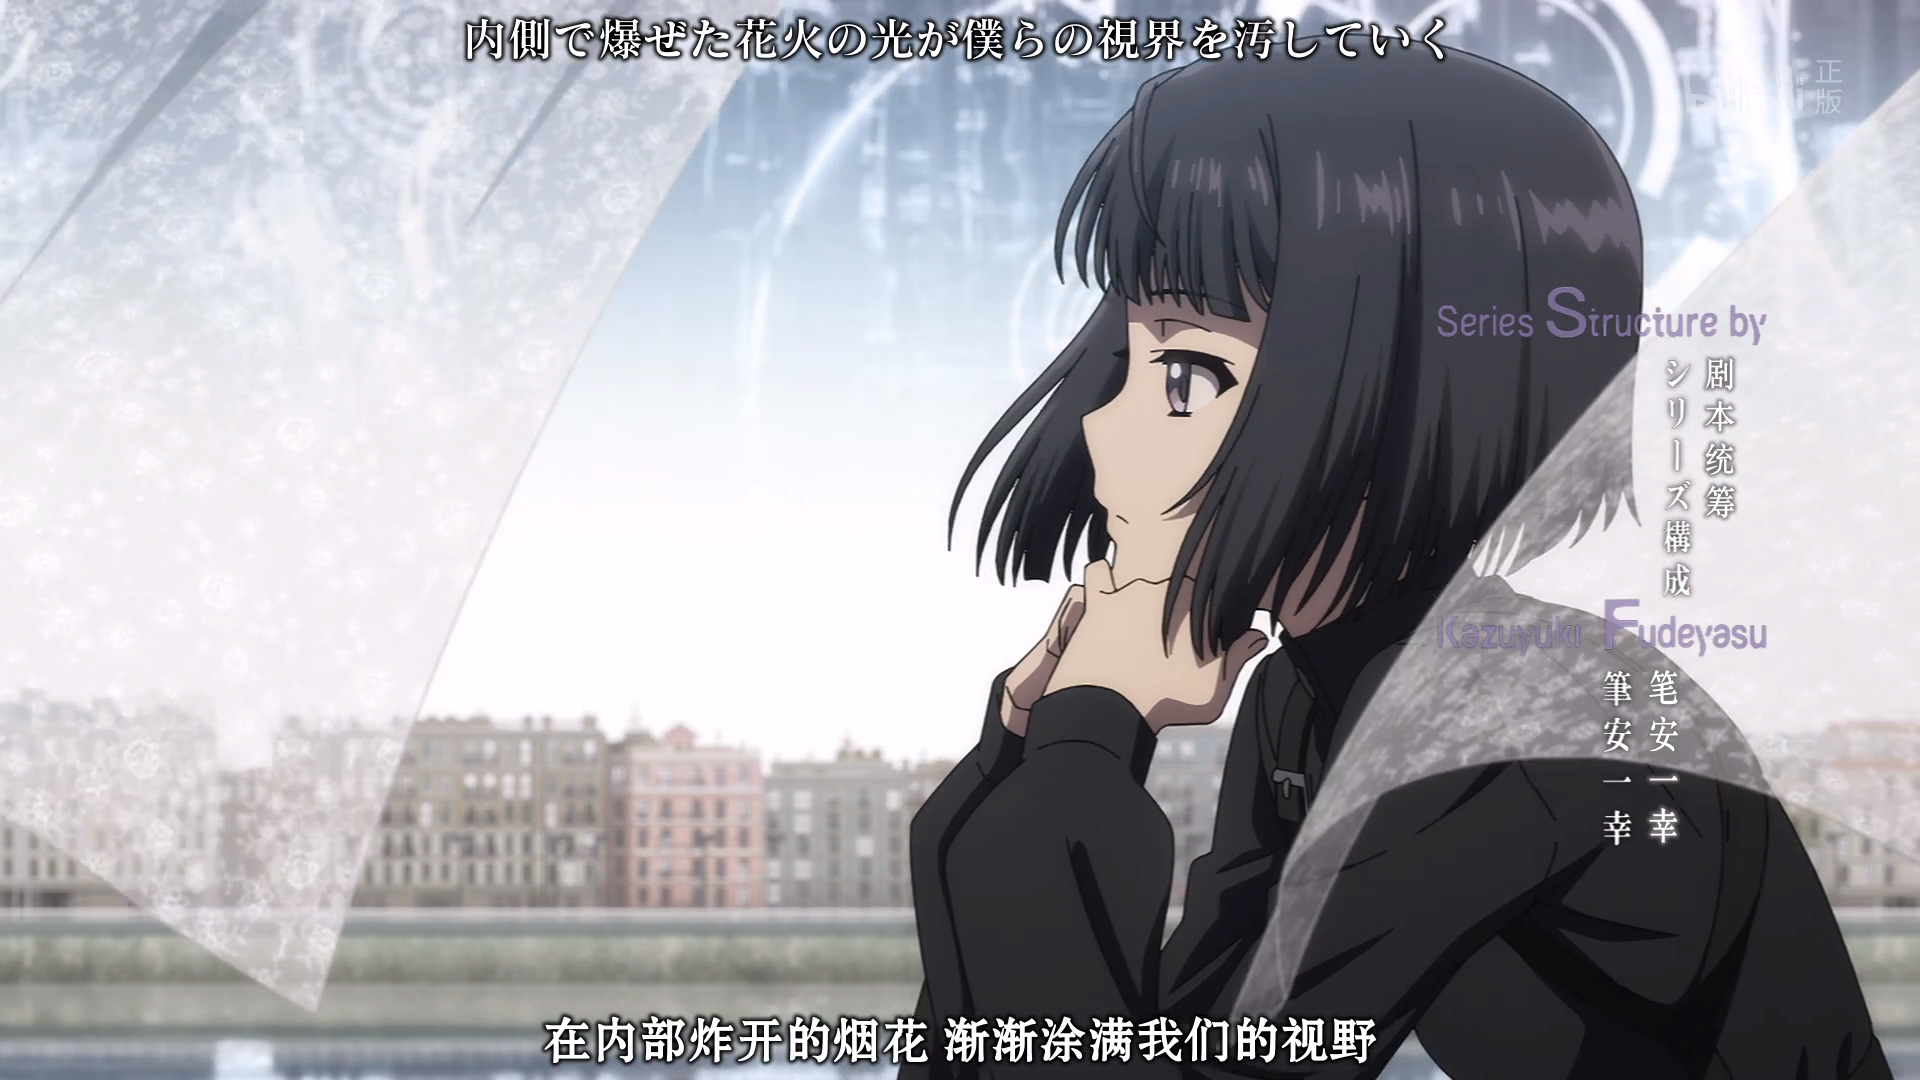 内側で爆ぜた花火の光が僕らの視界を汚していく
bilibili 正版
Series Structure by
剧本统筹
シリーズ構成
Kazuyuki Fudeyasu
笔安一幸
筆安一幸
在内部炸开的烟花 渐渐涂满我们的视野